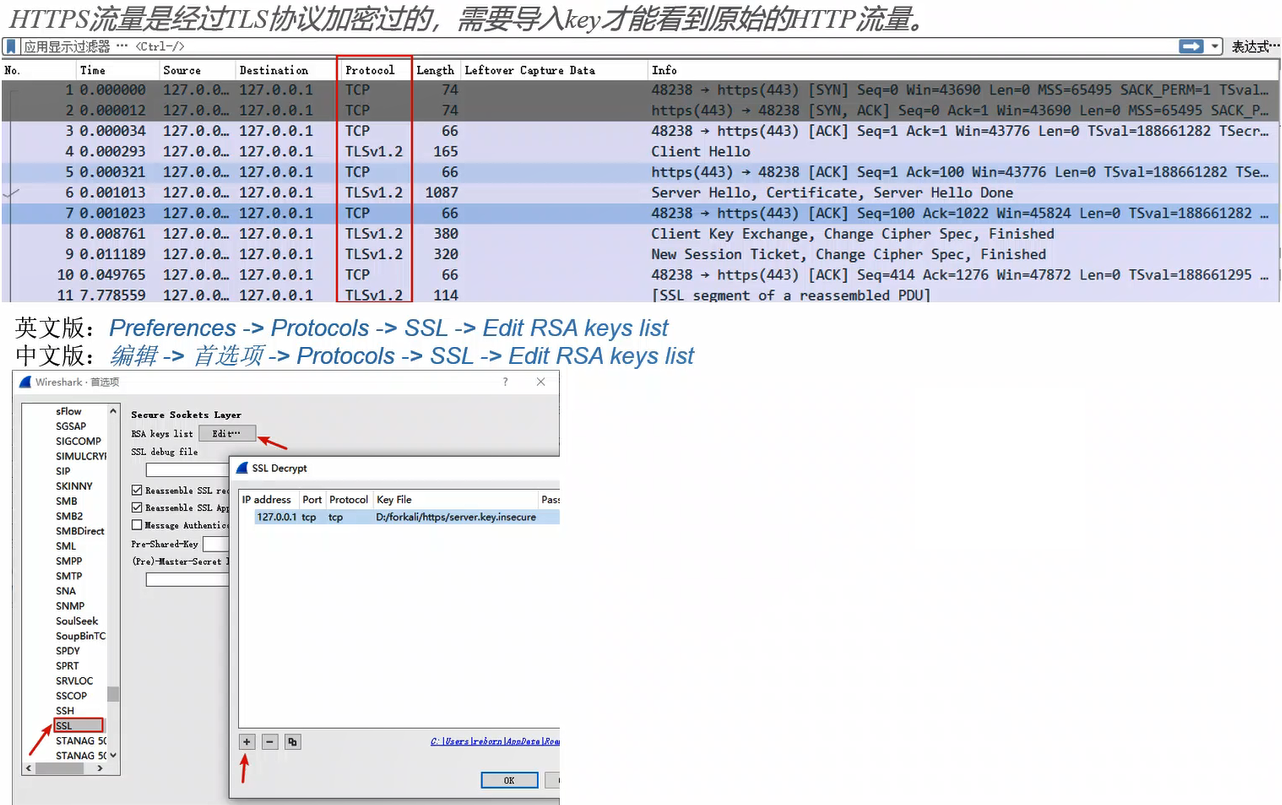 HTTPS流量是经过TLS协议加密过的，需要导入key才能看到原始的HTTP流量。
应用显示过滤器 … <Ctrl-/> 表达式…
No. Time Source Destination Protocol Length Leftover Capture Data Info
1 0.000000 127.0.0… 127.0.0.1 TCP 74 48238 → https(443) [SYN] Seq=0 Win=43690 Len=0 MSS=65495 SACK_PERM=1 TSval…
2 0.000012 127.0.0… 127.0.0.1 TCP 74 https(443) → 48238 [SYN, ACK] Seq=0 Ack=1 Win=43690 Len=0 MSS=65495 SACK_P…
3 0.000034 127.0.0… 127.0.0.1 TCP 66 48238 → https(443) [ACK] Seq=1 Ack=1 Win=43776 Len=0 TSval=188661282 TSecr…
4 0.000293 127.0.0… 127.0.0.1 TLSv1.2 165 Client Hello
5 0.000321 127.0.0… 127.0.0.1 TCP 66 https(443) → 48238 [ACK] Seq=1 Ack=100 Win=43776 Len=0 TSval=188661282 TSe…
6 0.001013 127.0.0… 127.0.0.1 TLSv1.2 1087 Server Hello, Certificate, Server Hello Done
7 0.001023 127.0.0… 127.0.0.1 TCP 66 48238 → https(443) [ACK] Seq=100 Ack=1022 Win=45824 Len=0 TSval=188661282 …
8 0.008761 127.0.0… 127.0.0.1 TLSv1.2 380 Client Key Exchange, Change Cipher Spec, Finished
9 0.011189 127.0.0… 127.0.0.1 TLSv1.2 320 New Session Ticket, Change Cipher Spec, Finished
10 0.049765 127.0.0… 127.0.0.1 TCP 66 48238 → https(443) [ACK] Seq=414 Ack=1276 Win=47872 Len=0 TSval=188661295 …
11 7.778559 127.0.0… 127.0.0.1 TLSv1.2 114 [SSL segment of a reassembled PDU]
英文版：Preferences -> Protocols -> SSL -> Edit RSA keys list
中文版：编辑 -> 首选项 -> Protocols -> SSL -> Edit RSA keys list
Wireshark · 首选项
sFlow
SGSAP
SIGCOMP
SIMULCRYP
SIP
SKINNY
SMB
SMB2
SMBDirect
SML
SMPP
SMTP
SNA
SNMP
SoulSeek
SoupBinTC
SPDY
SPRT
SRVLOC
SSCOP
SSH
SSL
STANAG 50
STANAG 50
Secure Sockets Layer
RSA keys list Edit…
SSL debug file
Reassemble SSL rec
Reassemble SSL App
Message Authentica
Pre-Shared-Key
(Pre)-Master-Secret l
SSL Decrypt
IP address Port Protocol Key File Pass
127.0.0.1 tcp tcp D:/forkali/https/server.key.insecure
C:\Users\reborn\AppData\Roam
OK